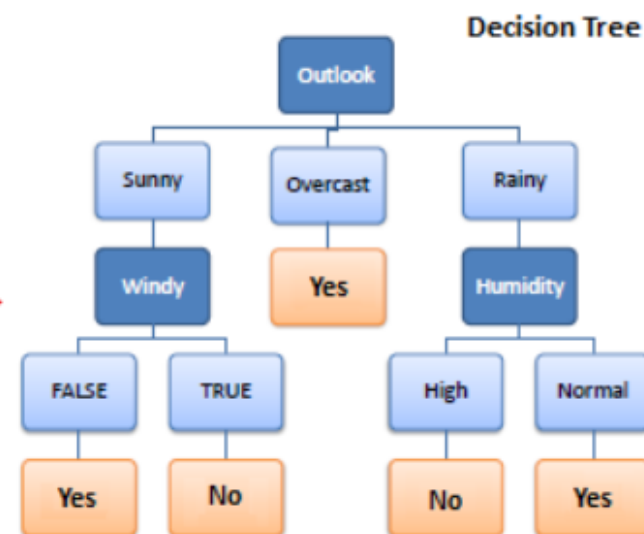 Decision Tree
Outlook
Sunny
Overcast
Rainy
Windy
Yes
Humidity
FALSE
TRUE
High
Normal
Yes
No
No
Yes